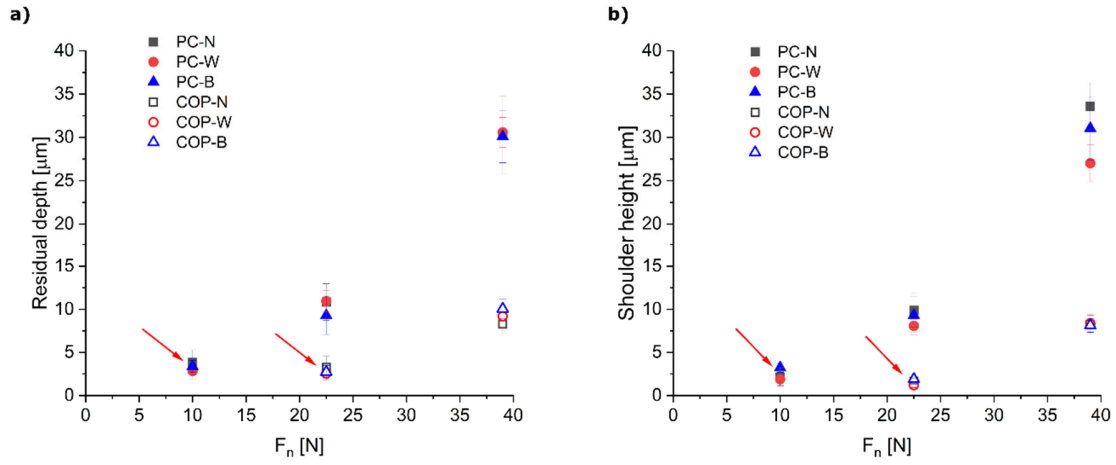 a)
PC-N
PC-W
PC-B
COP-N
COP-W
COP-B
Residual depth [μm]
40
35
30
25
20
15
10
5
0
0 5 10 15 20 25 30 35 40
Fn [N]
b)
PC-N
PC-W
PC-B
COP-N
COP-W
COP-B
Shoulder height [μm]
40
35
30
25
20
15
10
5
0
0 5 10 15 20 25 30 35 40
Fn [N]